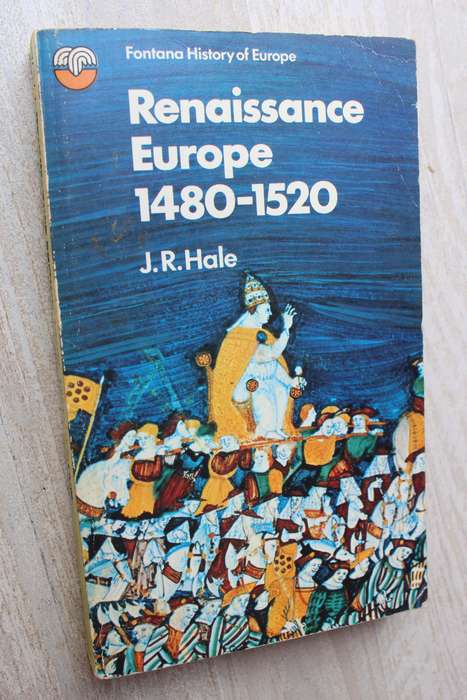 Fontana History of Europe
Renaissance
Europe
1480-1520
J.R.Hale